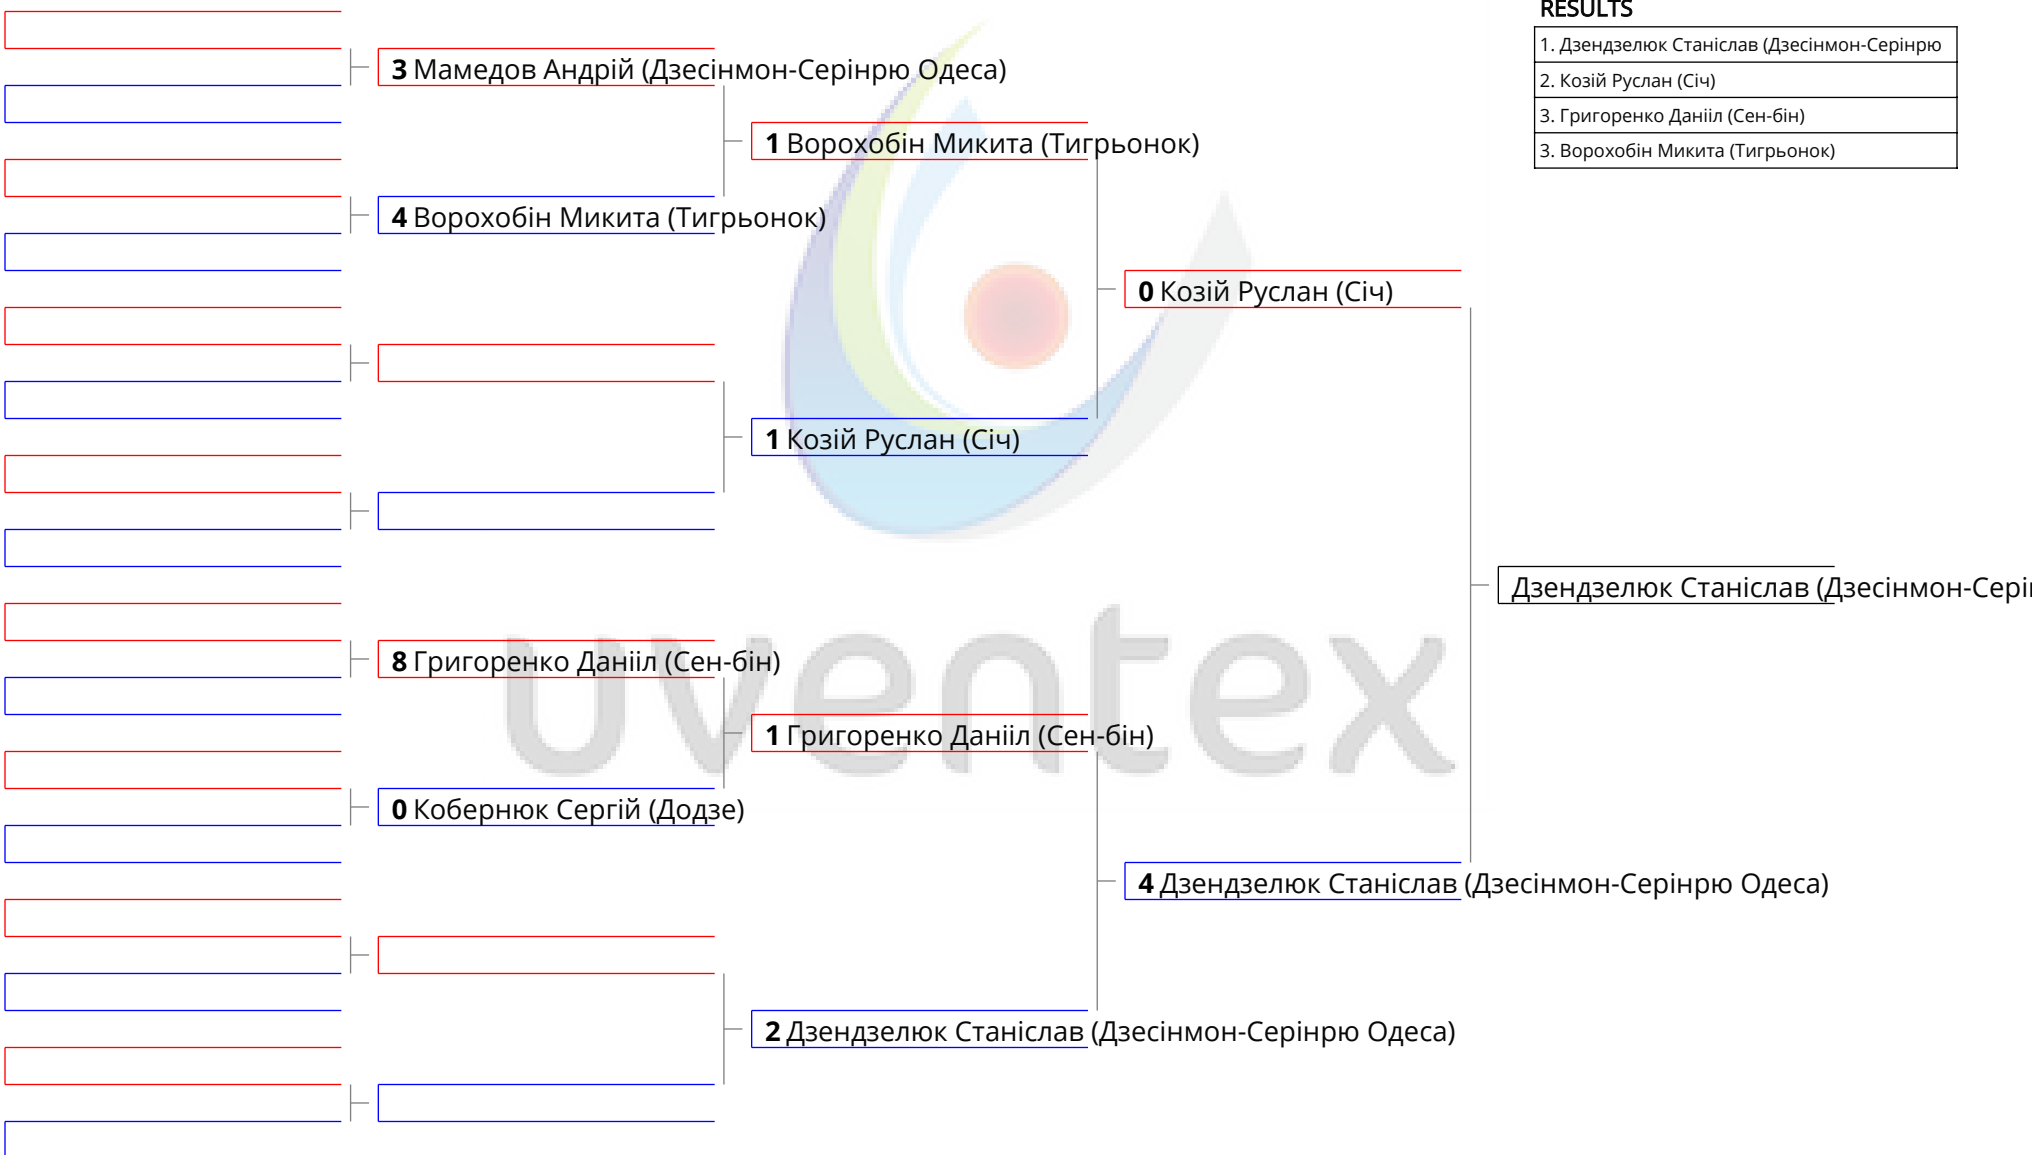 RESULTS
1. Дзендзелюк Станіслав (Дзесінмон-Серінрю
2. Козій Руслан (Січ)
3. Григоренко Данііл (Сен-бін)
3. Ворохобін Микита (Тигрьонок)
3 Мамедов Андрій (Дзесінмон-Серінрю Одеса)
1 Ворохобін Микита (Тигрьонок)
4 Ворохобін Микита (Тигрьонок)
0 Козій Руслан (Січ)
1 Козій Руслан (Січ)
Дзендзелюк Станіслав (Дзесінмон-Сері
8 Григоренко Данііл (Сен-бін)
uventex
1 Григоренко Данііл (Сен-бін)
0 Кобернюк Сергій (Додзе)
4 Дзендзелюк Станіслав (Дзесінмон-Серінрю Одеса)
2 Дзендзелюк Станіслав (Дзесінмон-Серінрю Одеса)